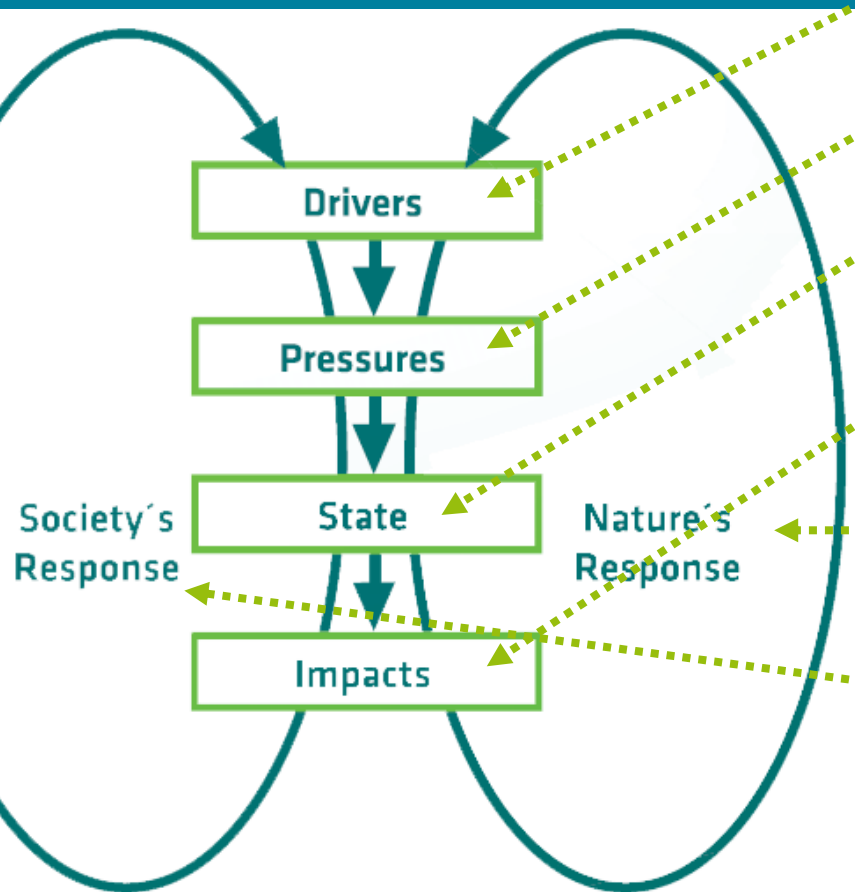 Drivers
Pressures
State
Society´s
Response
Nature´s
Response
Impacts